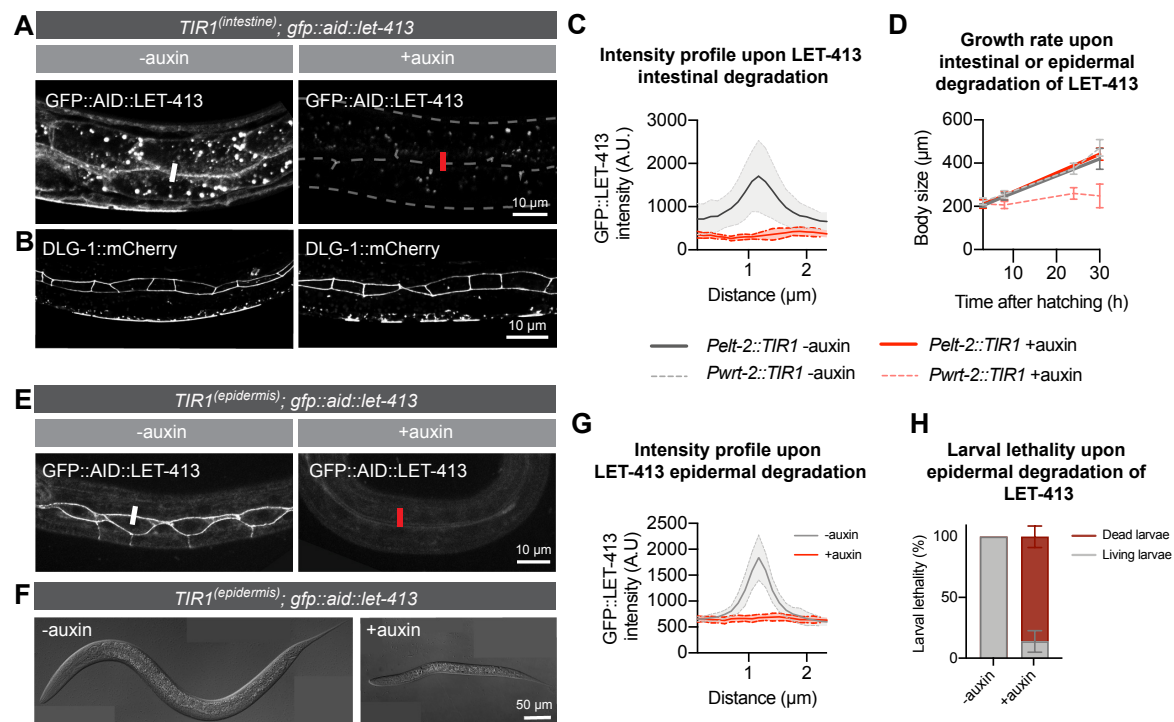 A
TIR1(intestine); gfp::aid::let-413
-auxin
+auxin
GFP::AID::LET-413
GFP::AID::LET-413
10 µm
B
DLG-1::mCherry
DLG-1::mCherry
10 µm
C
Intensity profile upon LET-413
intestinal degradation
GFP::LET-413
intensity (A.U.)
3000
2000
1000
500
0
1
2
Distance (µm)
D
Growth rate upon
intestinal or epidermal
degradation of LET-413
Body size (µm)
600
400
200
0
10
20
30
Time after hatching (h)
Pelt-2::TIR1 -auxin
Pelt-2::TIR1 +auxin
Pwrt-2::TIR1 -auxin
Pwrt-2::TIR1 +auxin
E
TIR1(epidermis); gfp::aid::let-413
-auxin
+auxin
GFP::AID::LET-413
GFP::AID::LET-413
10 µm
F
TIR1(epidermis); gfp::aid::let-413
-auxin
+auxin
50 µm
G
Intensity profile upon
LET-413 epidermal degradation
GFP::LET-413
intensity (A.U)
2500
2000
1500
1000
500
0
-auxin
+auxin
1
2
Distance (µm)
H
Larval lethality upon
epidermal degradation of
LET-413
Larval lethality (%)
100
50
0
-auxin
+auxin
Dead larvae
Living larvae